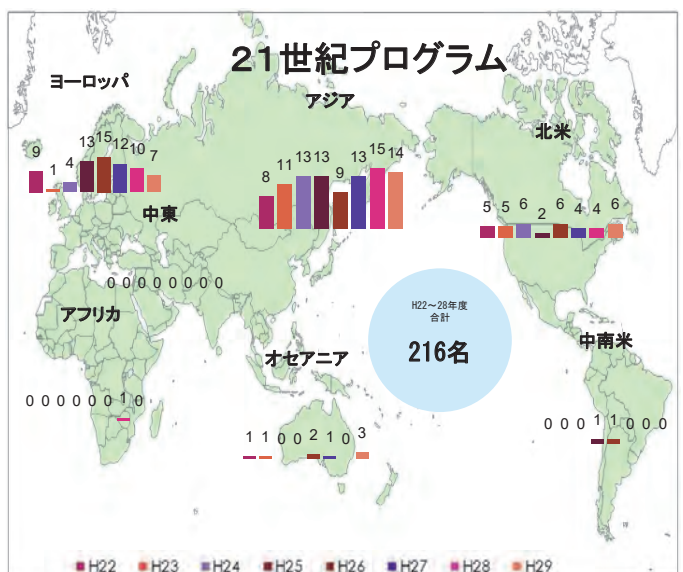 21世紀プログラム
ヨーロッパ
アジア
北米
9 1 4 13 15 12 10 7
8 11 13 13 9 13 15 14
5 5 6 2 6 4 4 6
中東
0 0 0 0 0 0 0 0
アフリカ
H22～28年度
合計
216名
オセアニア
中南米
0 0 0 0 0 0 1 0
1 1 0 0 2 1 0 3
0 0 0 1 1 0 0 0
H22 H23 H24 H25 H26 H27 H28 H29